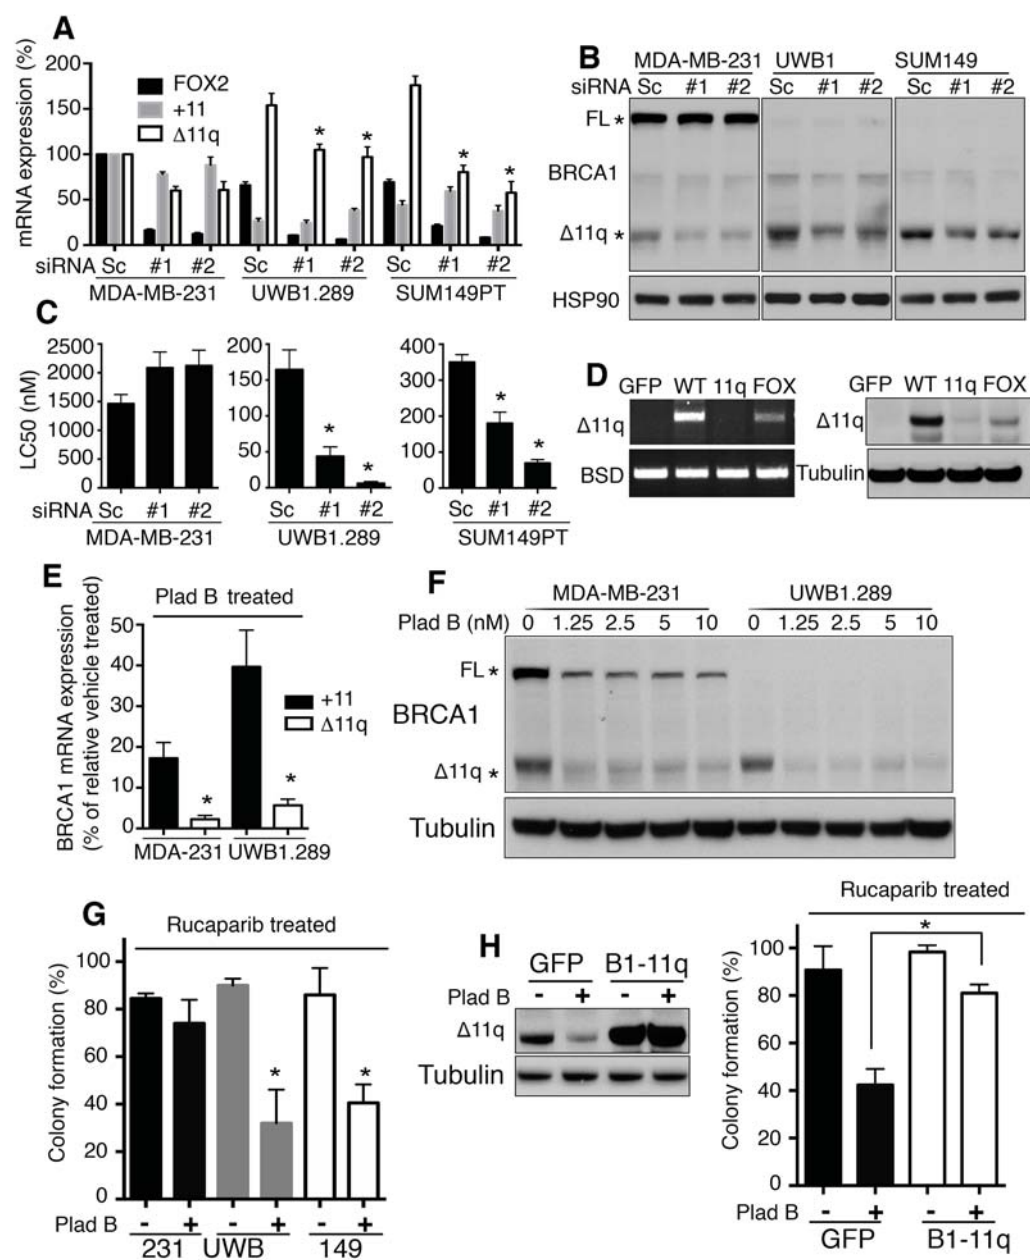 A
mRNA expression (%)
200
150
100
50
0
FOX2
+11
Δ11q
* * * *
siRNA Sc #1 #2 Sc #1 #2 Sc #1 #2
MDA-MB-231 UWB1.289 SUM149PT
B
MDA-MB-231 UWB1 SUM149
siRNA Sc #1 #2 Sc #1 #2 Sc #1 #2
FL *
BRCA1
Δ11q *
HSP90
C
LC50 (nM)
2500
2000
1500
1000
500
0
200
150
100
50
0
* *
400
300
200
100
0
* *
siRNA Sc #1 #2 Sc #1 #2 Sc #1 #2
MDA-MB-231 UWB1.289 SUM149PT
D
GFP WT 11q FOX
Δ11q
BSD
GFP WT 11q FOX
Δ11q
Tubulin
E
Plad B treated
BRCA1 mRNA expression
(% of relative vehicle treated)
50
40
30
20
10
0
+11
Δ11q
* *
MDA-231 UWB1.289
F
MDA-MB-231 UWB1.289
Plad B (nM) 0 1.25 2.5 5 10 0 1.25 2.5 5 10
FL *
BRCA1
Δ11q *
Tubulin
G
Rucaparib treated
Colony formation (%)
100
80
60
40
20
0
* *
Plad B - + - + - +
231 UWB 149
H
GFP B1-11q
Plad B - + - +
Δ11q
Tubulin
Rucaparib treated
*
Colony formation (%)
100
80
60
40
20
0
Plad B - + - +
GFP B1-11q